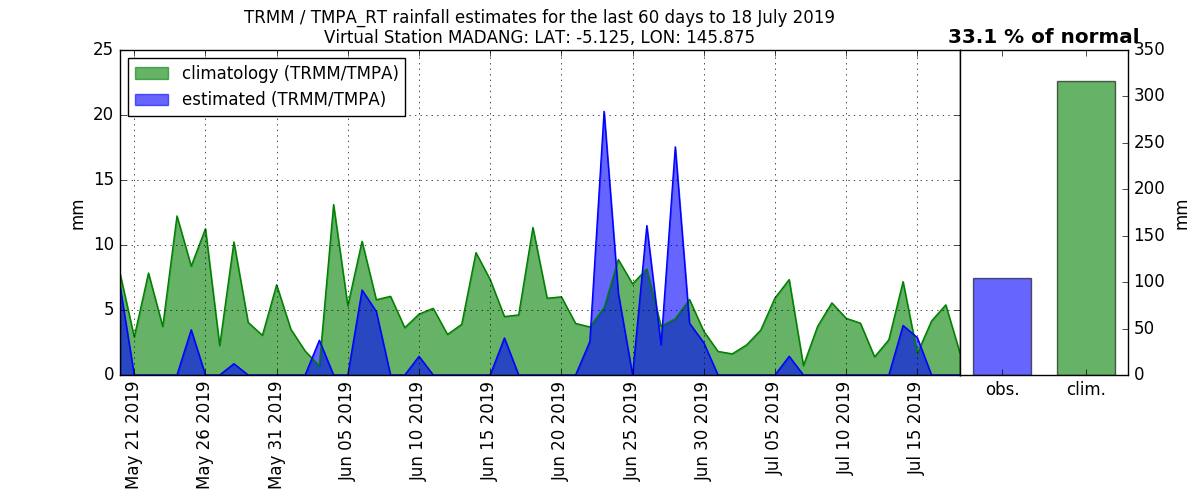 TRMM / TMPA_RT rainfall estimates for the last 60 days to 18 July 2019
Virtual Station MADANG: LAT: -5.125, LON: 145.875
33.1 % of normal
climatology (TRMM/TMPA)
estimated (TRMM/TMPA)
25
20
15
10
5
0
mm
May 21 2019
May 26 2019
May 31 2019
Jun 05 2019
Jun 10 2019
Jun 15 2019
Jun 20 2019
Jun 25 2019
Jun 30 2019
Jul 05 2019
Jul 10 2019
Jul 15 2019
350
300
250
200
150
100
50
0
mm
obs.
clim.